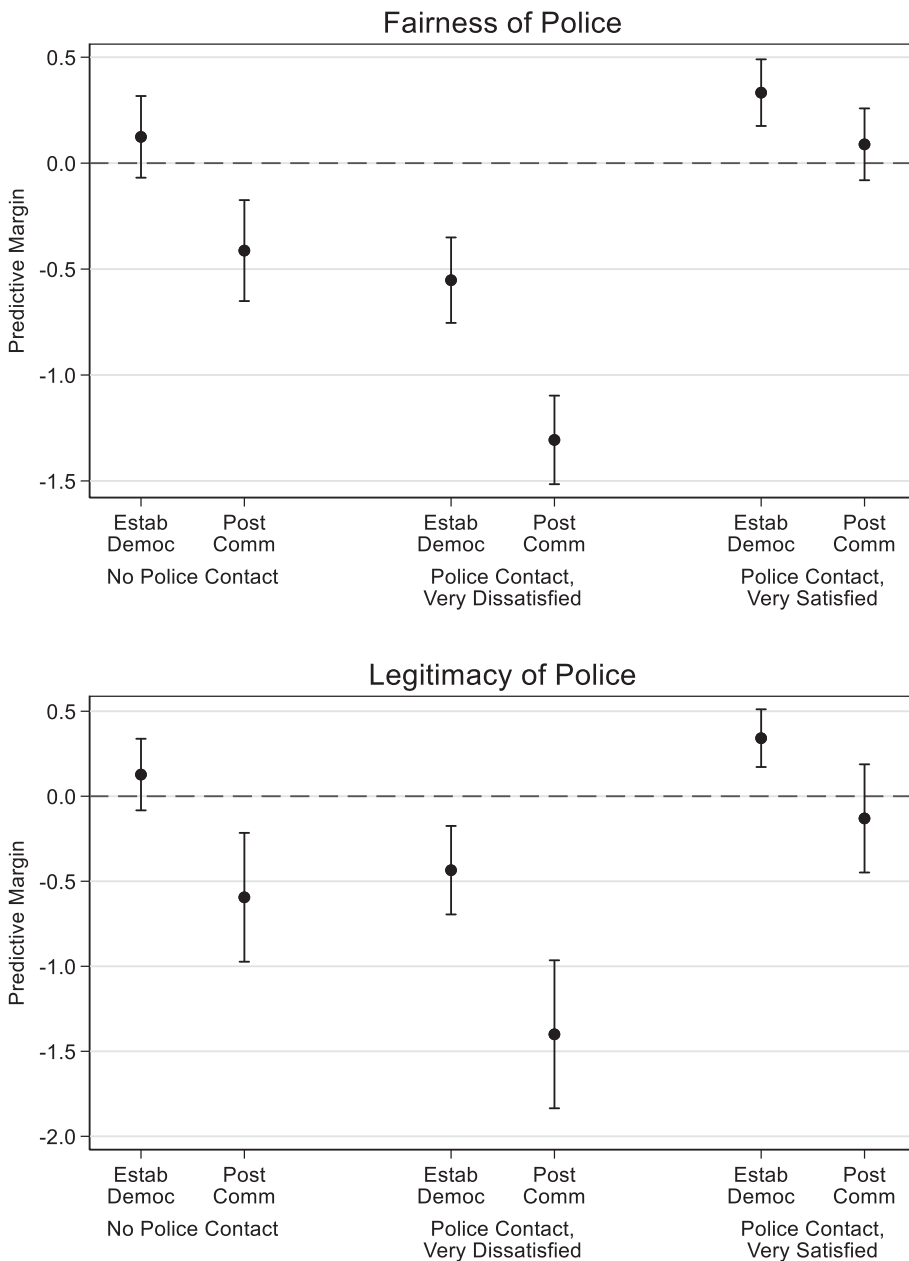 Fairness of Police
Predictive Margin
0.5
0.0
-0.5
-1.0
-1.5
Estab Democ
Post Comm
Estab Democ
Post Comm
Estab Democ
Post Comm
No Police Contact
Police Contact,
Very Dissatisfied
Police Contact,
Very Satisfied
Legitimacy of Police
Predictive Margin
0.5
0.0
-0.5
-1.0
-1.5
-2.0
Estab Democ
Post Comm
Estab Democ
Post Comm
Estab Democ
Post Comm
No Police Contact
Police Contact,
Very Dissatisfied
Police Contact,
Very Satisfied